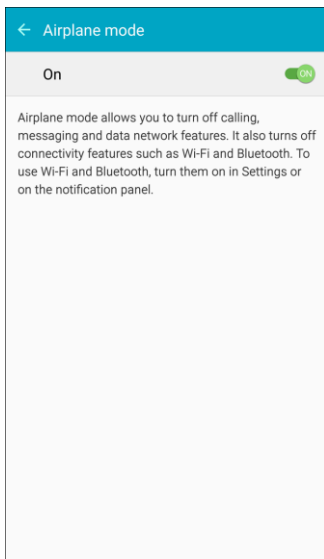 Airplane mode
On ON
Airplane mode allows you to turn off calling,
messaging and data network features. It also turns off
connectivity features such as Wi-Fi and Bluetooth. To
use Wi-Fi and Bluetooth, turn them on in Settings or
on the notification panel.